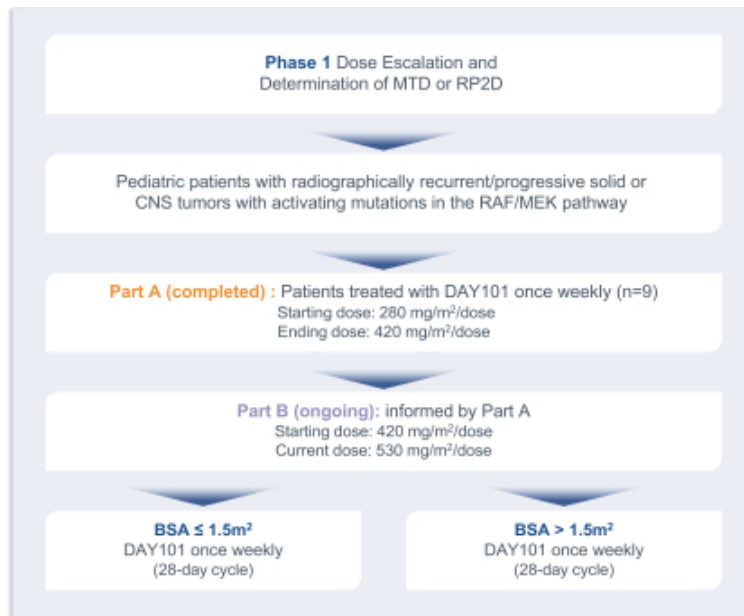 Phase 1 Dose Escalation and
Determination of MTD or RP2D
Pediatric patients with radiographically recurrent/progressive solid or
CNS tumors with activating mutations in the RAF/MEK pathway
Part A (completed) : Patients treated with DAY101 once weekly (n=9)
Starting dose: 280 mg/m²/dose
Ending dose: 420 mg/m²/dose
Part B (ongoing): informed by Part A
Starting dose: 420 mg/m²/dose
Current dose: 530 mg/m²/dose
BSA ≤ 1.5m²
DAY101 once weekly
(28-day cycle)
BSA > 1.5m²
DAY101 once weekly
(28-day cycle)